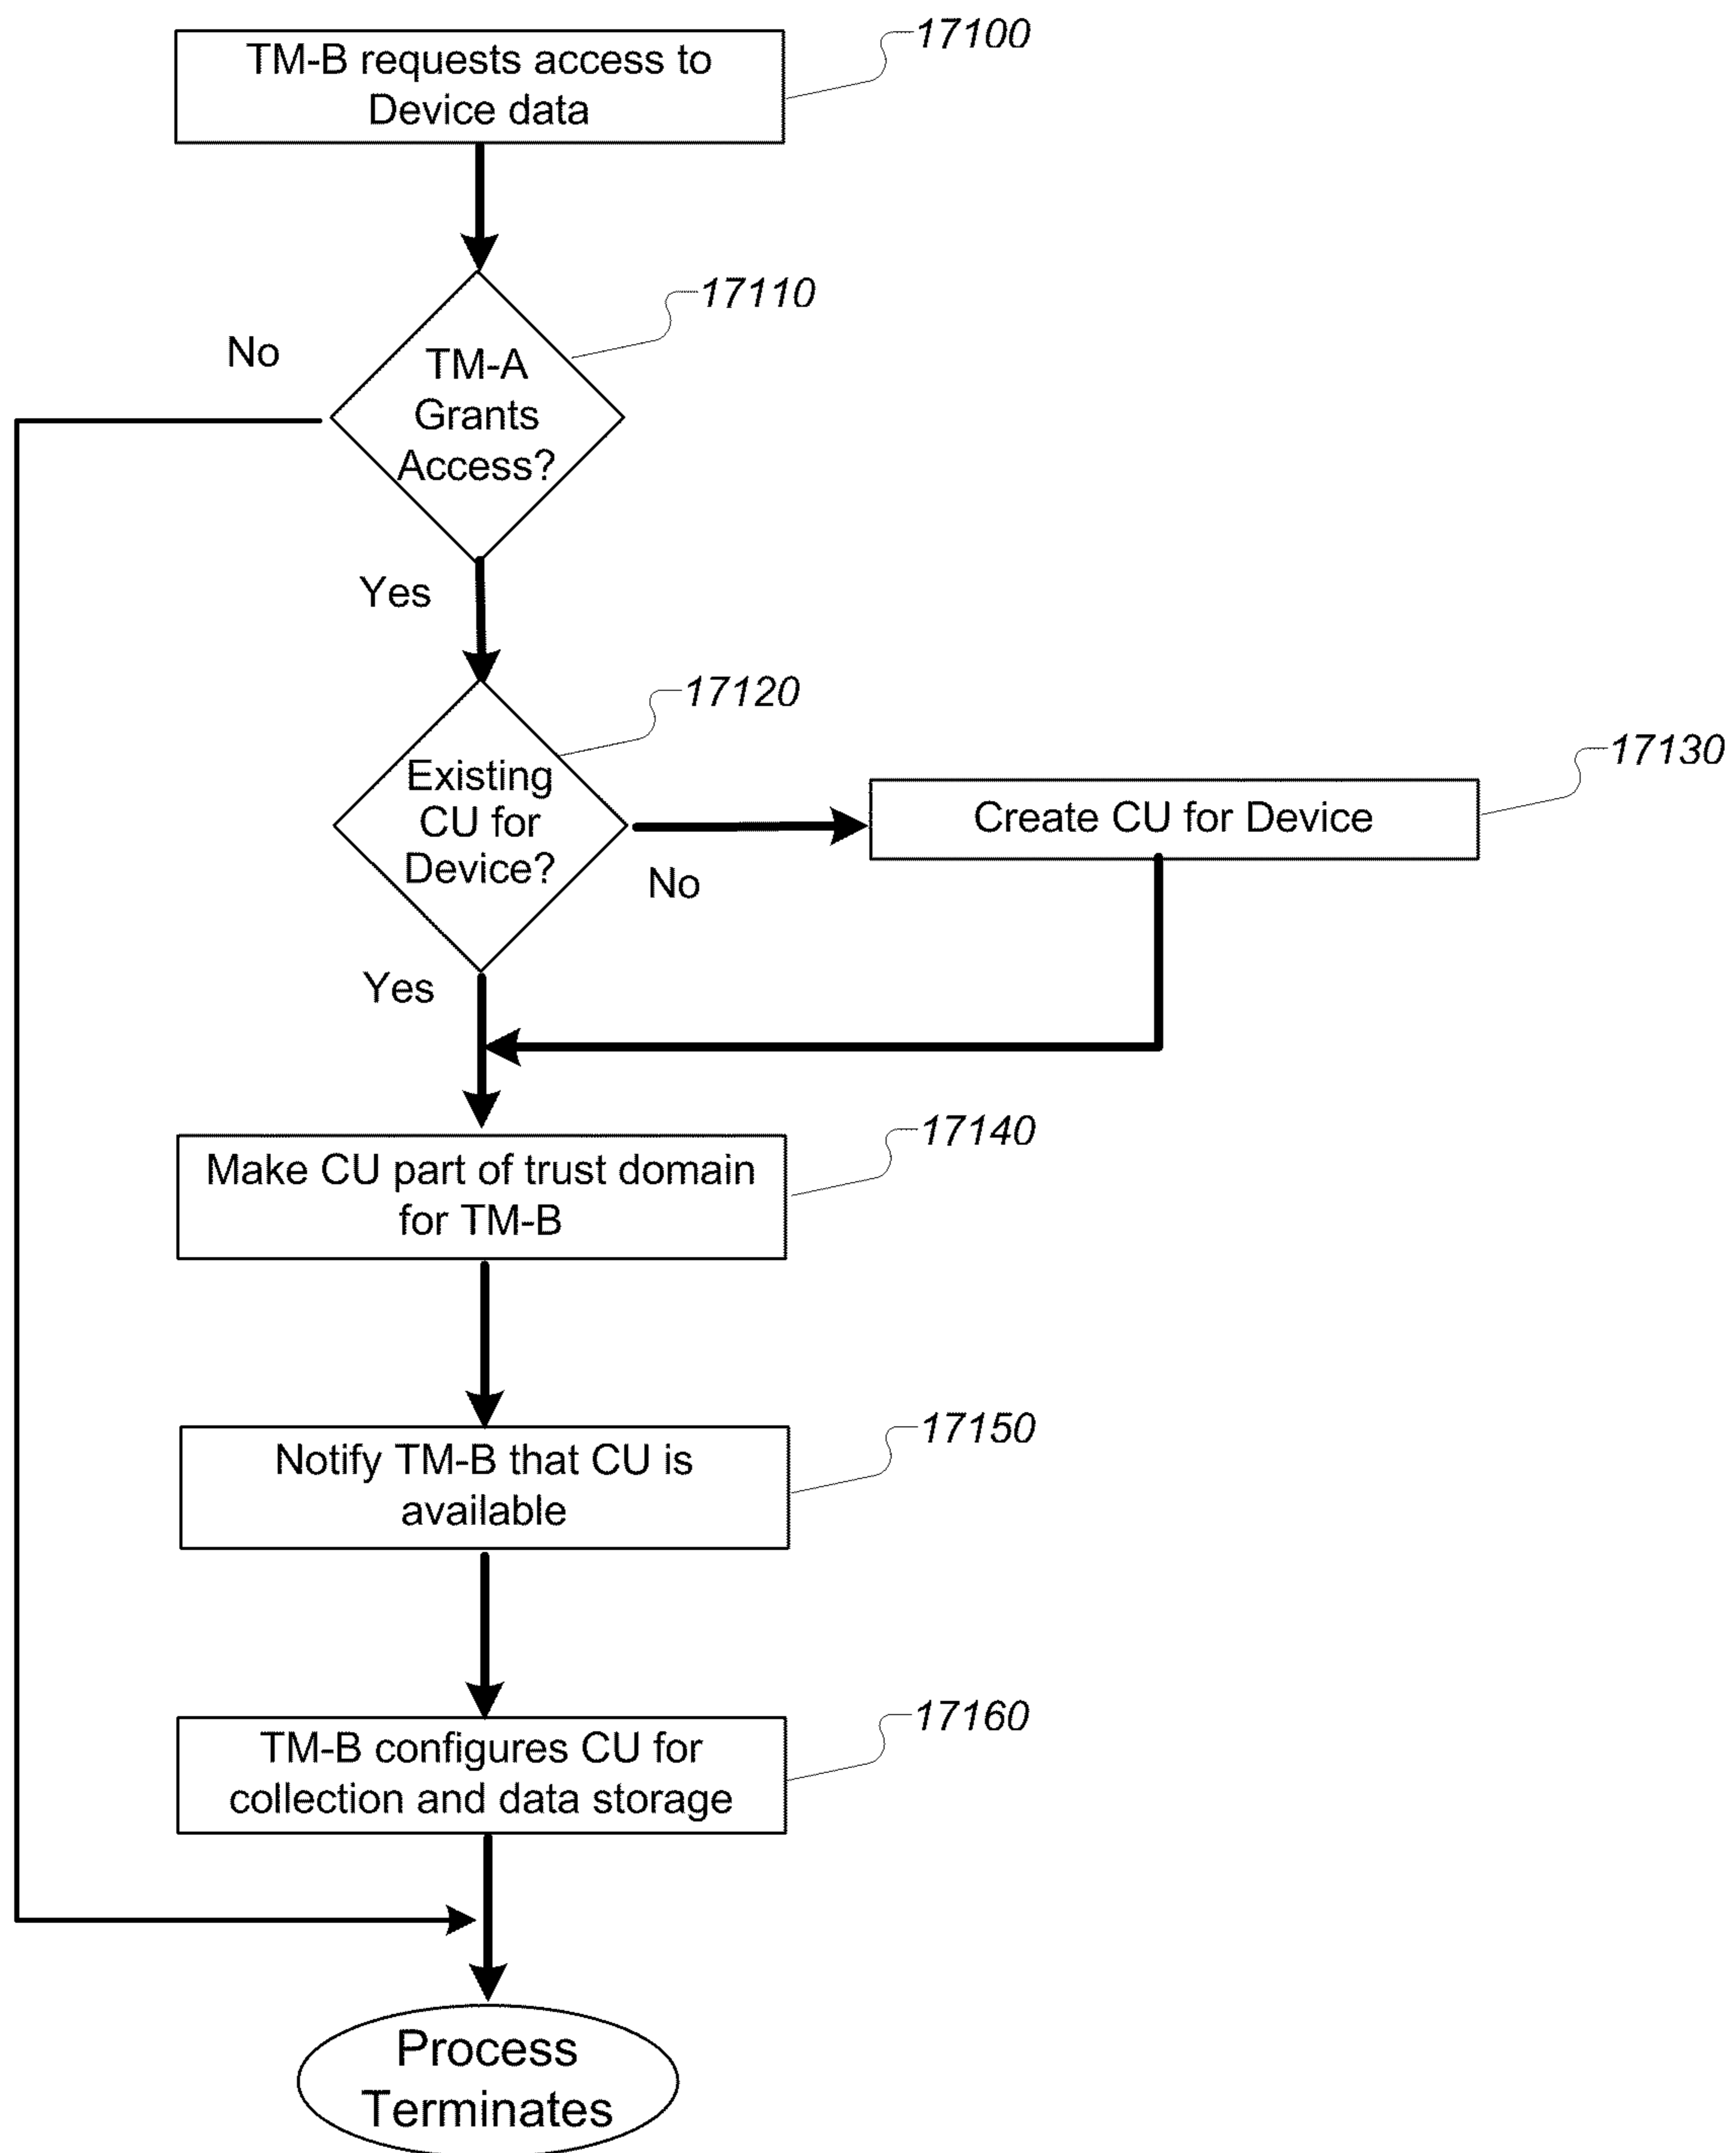 17100
TM-B requests access to
Device data
17110
No
TM-A
Grants
Access?
Yes
17120
Existing
CU for
Device?
17130
Create CU for Device
No
Yes
17140
Make CU part of trust domain
for TM-B
17150
Notify TM-B that CU is
available
17160
TM-B configures CU for
collection and data storage
Process
Terminates